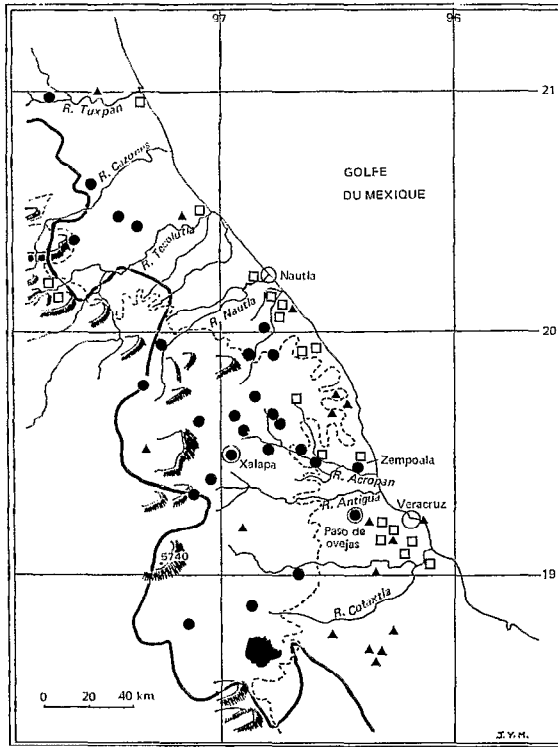 97
96
21
R. Tuxpan
R. Cazones
GOLFE
DU MEXIQUE
R. Tecolutla
Nautla
R. Nautla
20
Zempoala
Xalapa
R. Acropan
R. Antigua
Veracruz
Paso de
ovejas
5740
19
R. Cotaxtla
0 20 40 km
J.Y.M.